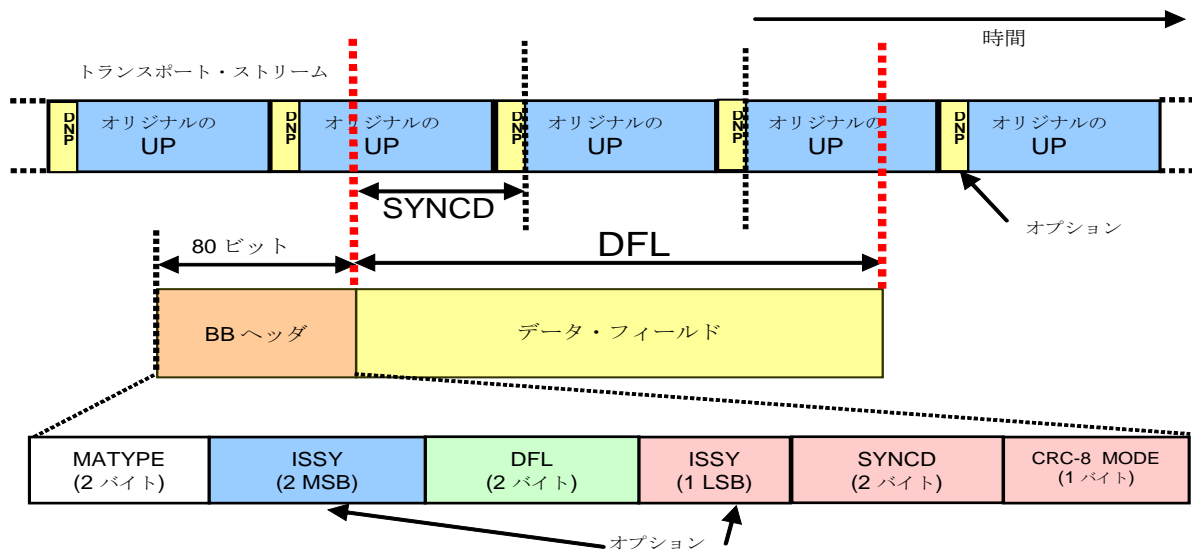 時間
トランスポート・ストリーム
DNP
オリジナルの
UP
DNP
オリジナルの
UP
DNP
オリジナルの
UP
DNP
オリジナルの
UP
DNP
オリジナルの
UP
SYNCD
オプション
80 ビット
DFL
BB ヘッダ
データ・フィールド
MATYPE
(2 バイト)
ISSY
(2 MSB)
DFL
(2 バイト)
ISSY
(1 LSB)
SYNCD
(2 バイト)
CRC-8 MODE
(1 バイト)
オプション